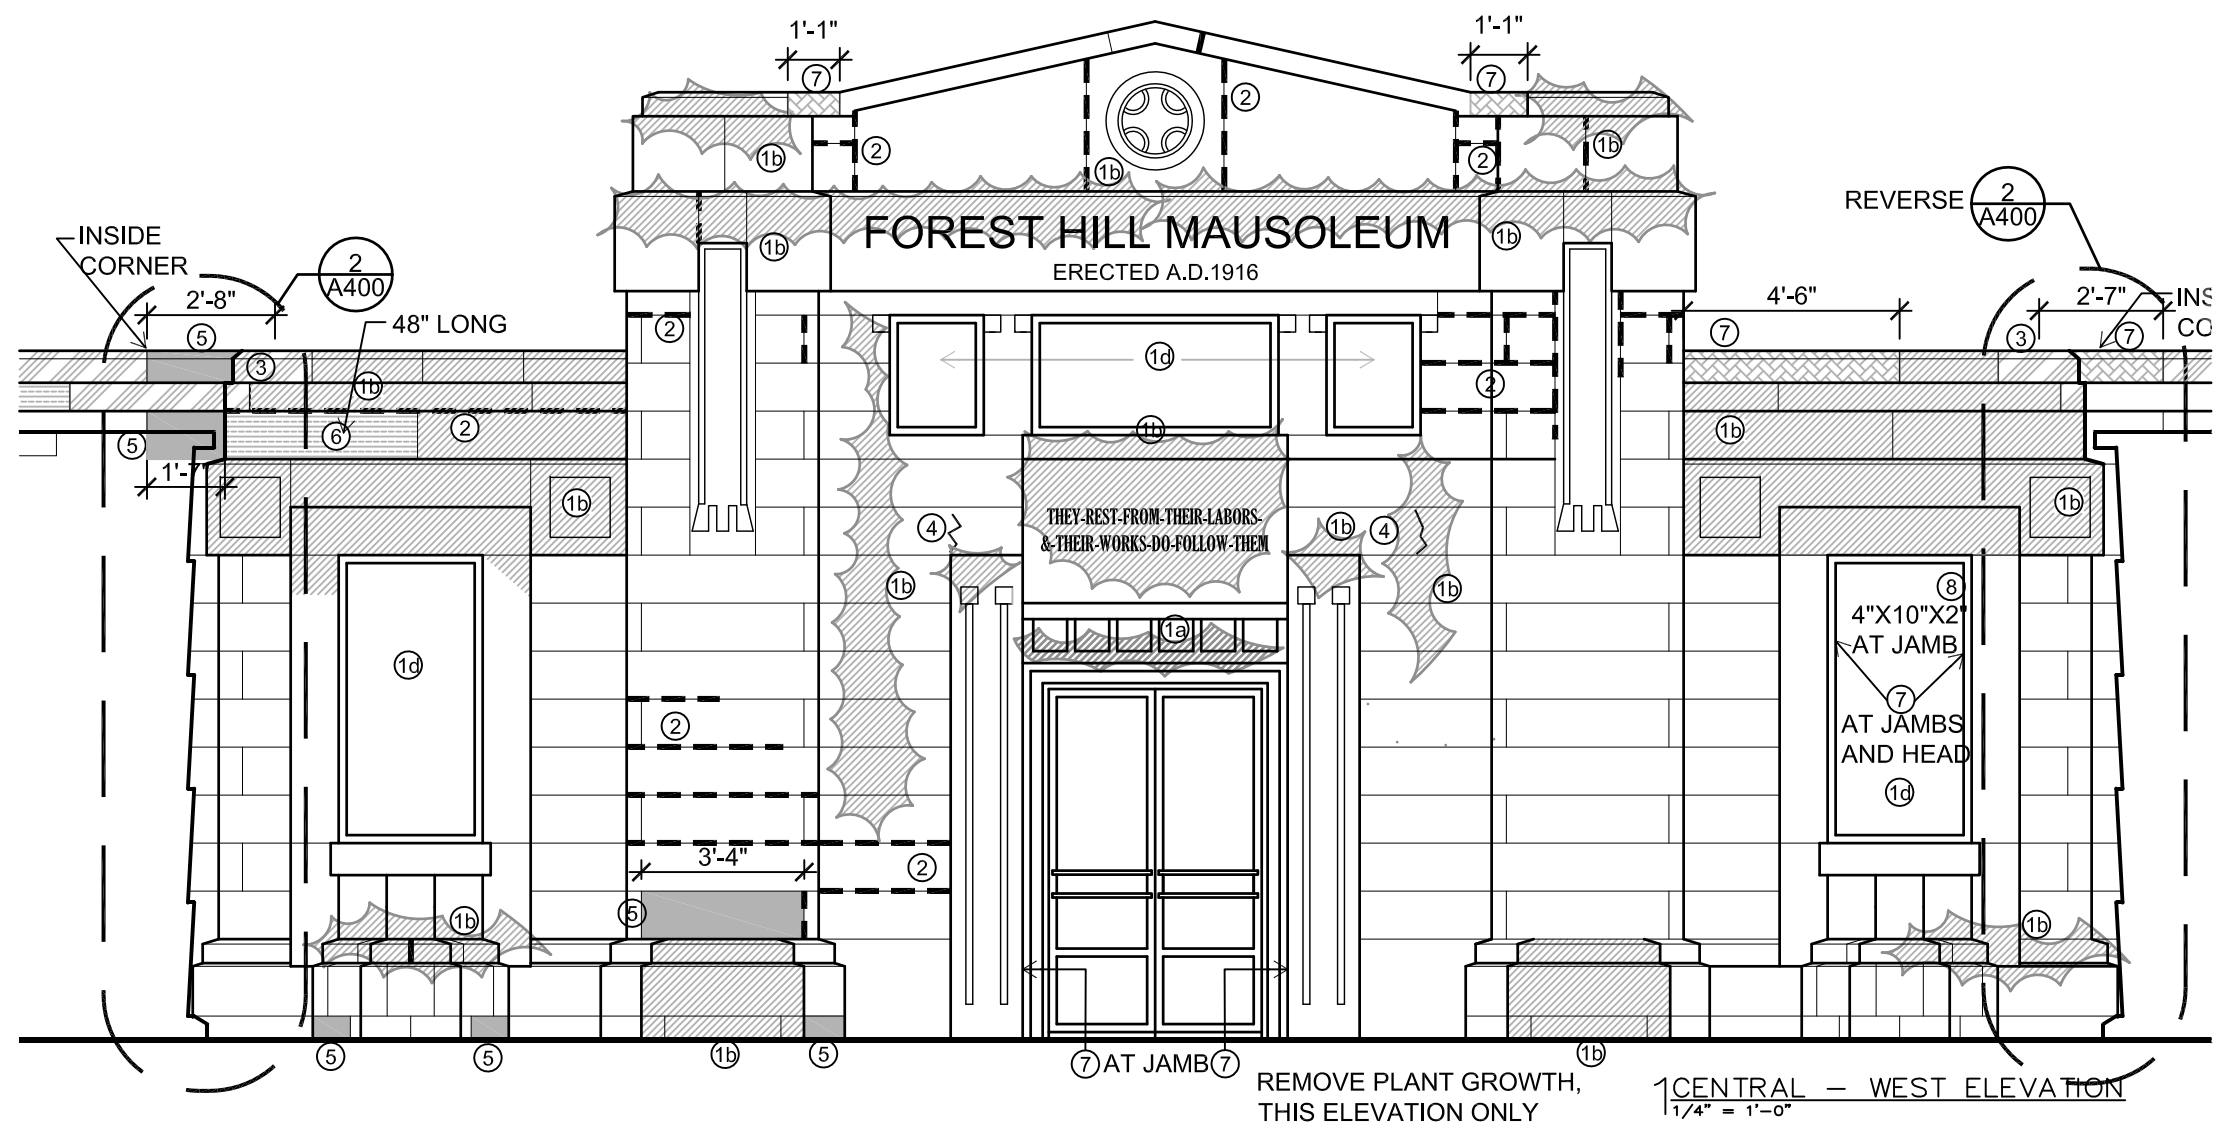 1'-1"
1'-1"
7
7
2
1b
2
1b
2
1b
REVERSE
2
A400
INSIDE
CORNER
2
A400
FOREST HILL MAUSOLEUM
ERECTED A.D.1916
1b
1b
2'-8"
4'-6"
2'-7"
48" LONG
5
2
7
3
7
3
1d
1b
2
6
2
5
1b
1b
1'-7"
1b
1b
THEY-REST-FROM-THEIR-LABORS-
&-THEIR-WORKS-DO-FOLLOW-THEM
4
1b
4
1b
1b
8
4"X10"X2"
AT JAMB
1a
1d
7
AT JAMBS
AND HEAD
1d
2
3'-4"
2
5
1b
1b
5
5
1b
5
7 AT JAMB 7
1b
REMOVE PLANT GROWTH,
THIS ELEVATION ONLY
1 CENTRAL – WEST ELEVATION
1/4" = 1'-0"